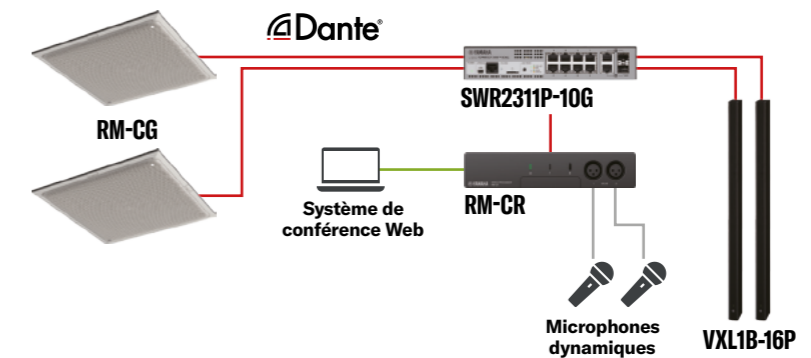 Dante®
SWR2311P-10G
RM-CG
RM-CR
Système de
conférence Web
Microphones
dynamiques
VXL1B-16P